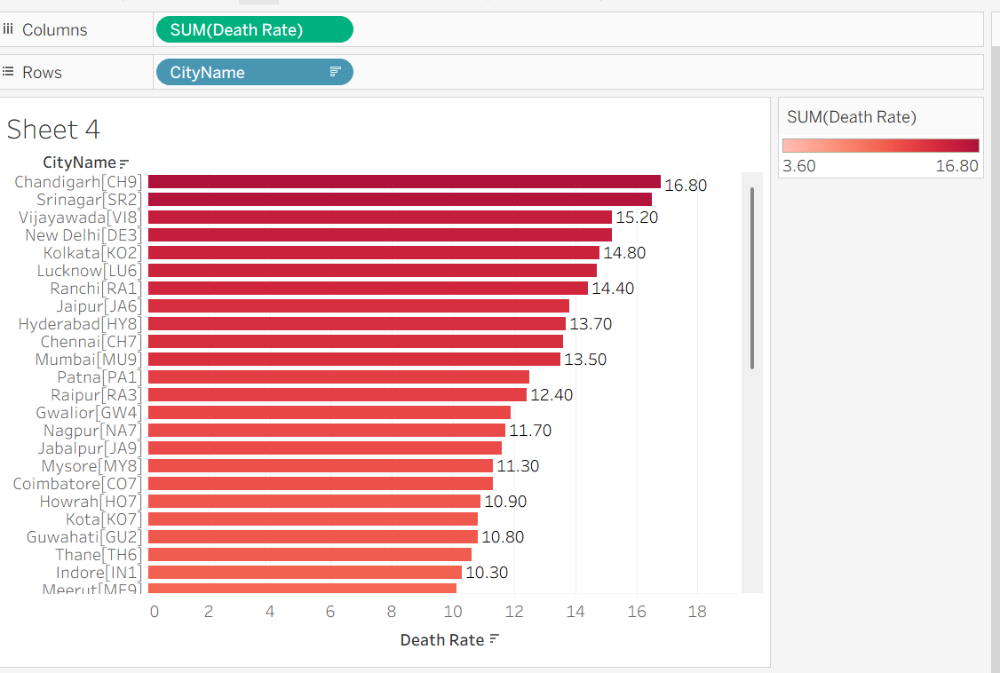 Columns SUM(Death Rate)
Rows CityName
Sheet 4
SUM(Death Rate)
3.60 16.80
CityName
Chandigarh[CH9] 16.80
Srinagar[SR2]
Vijayawada[VI8] 15.20
New Delhi[DE3]
Kolkata[KO2] 14.80
Lucknow[LU6]
Ranchi[RA1] 14.40
Jaipur[JA6]
Hyderabad[HY8] 13.70
Chennai[CH7]
Mumbai[MU9] 13.50
Patna[PA1]
Raipur[RA3] 12.40
Gwalior[GW4]
Nagpur[NA7] 11.70
Jabalpur[JA9]
Mysore[MY8] 11.30
Coimbatore[CO7]
Howrah[HO7] 10.90
Kota[KO7]
Guwahati[GU2] 10.80
Thane[TH6]
Indore[IN1] 10.30
Meerut[ME9]
0 2 4 6 8 10 12 14 16 18
Death Rate